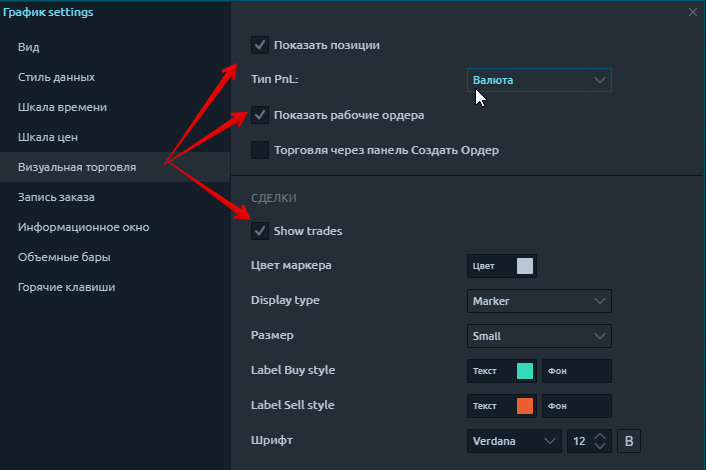 График settings
Вид
Стиль данных
Шкала времени
Шкала цен
Визуальная торговля
Запись заказа
Информационное окно
Объемные бары
Горячие клавиши
Показать позиции
Тип PnL: Валюта
Показать рабочие ордера
Торговля через панель Создать Ордер
СДЕЛКИ
Show trades
Цвет маркера Цвет
Display type Marker
Размер Small
Label Buy style Текст Фон
Label Sell style Текст Фон
Шрифт Verdana 12 B